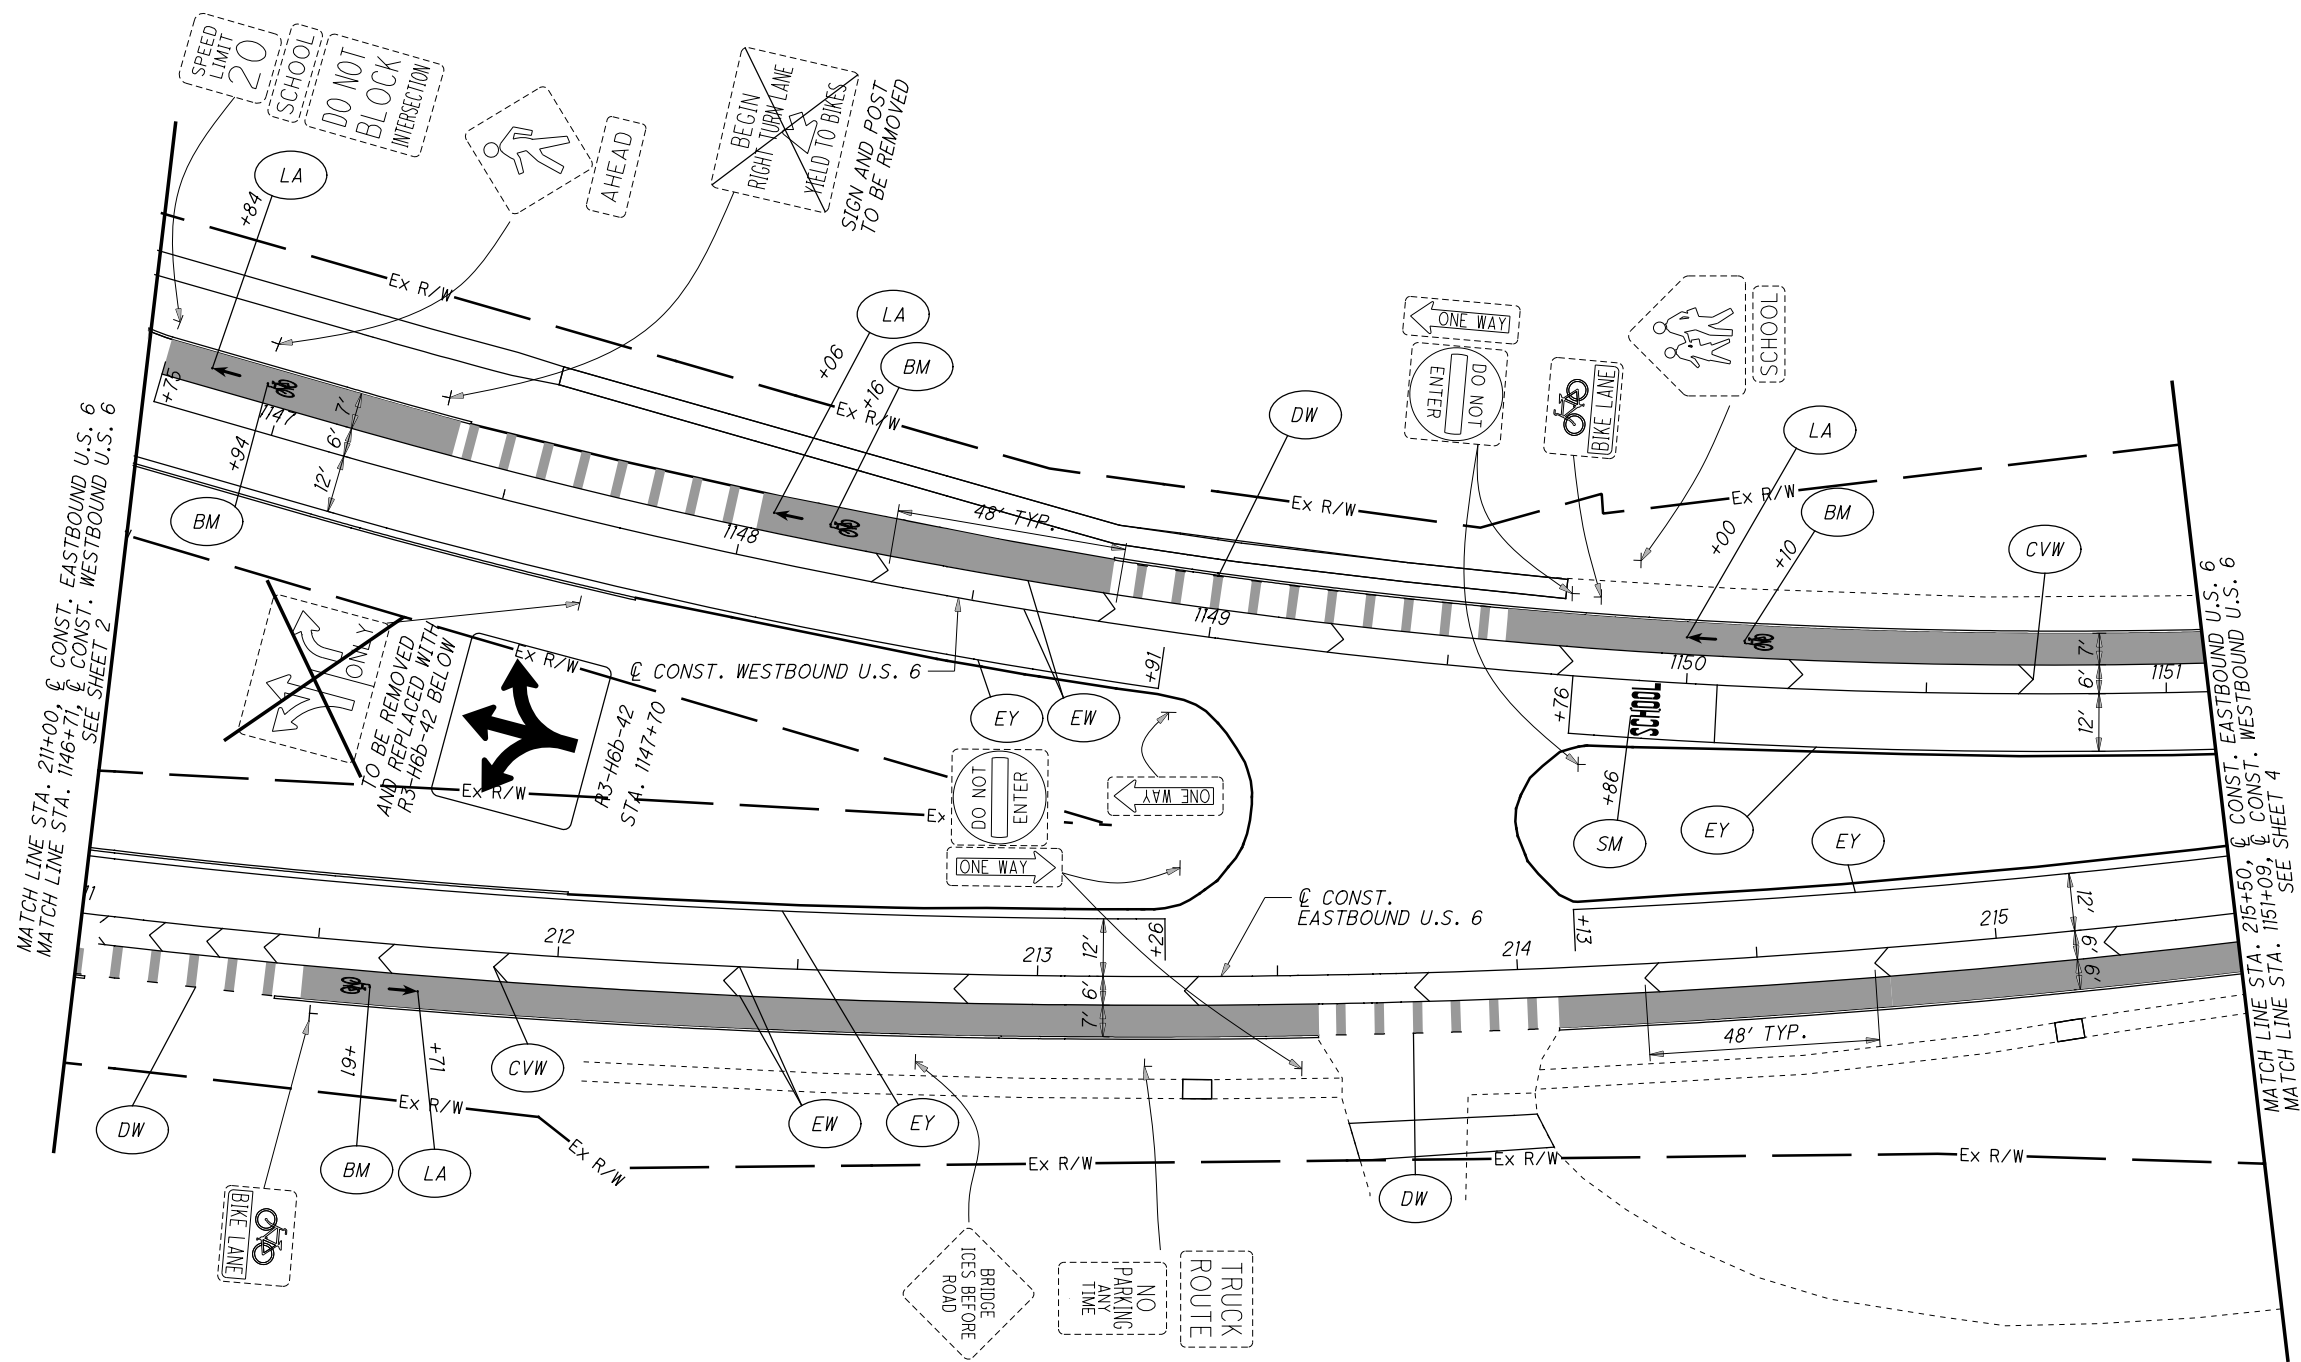 SPEED
LIMIT
20
SCHOOL
DO NOT
BLOCK
INTERSECTION
AHEAD
BEGIN
RIGHT TURN LANE
YIELD TO BIKES
SIGN AND POST
TO BE REMOVED
LA
+84
Ex R/W
LA
+06
BM
+16
Ex R/W
ONE WAY
DO NOT
ENTER
BIKE LANE
SCHOOL
DW
LA
+00
BM
+10
CVW
Ex R/W
Ex R/W
+75
1147
7'
6'
12'
+94
BM
1148
48' TYP.
1149
1150
1151
7'
6'
12'
MATCH LINE STA. 211+00, ℄ CONST. EASTBOUND U.S. 6
MATCH LINE STA. 1146+71, ℄ CONST. WESTBOUND U.S. 6
SEE SHEET 2
ONLY
TO BE REMOVED
AND REPLACED WITH
R3-H6b-42 BELOW
Ex R/W
R3-H6b-42
STA. 1147+70
Ex R/W
℄ CONST. WESTBOUND U.S. 6
+91
EY
EW
DO NOT
ENTER
ONE WAY
ONE WAY
Ex
+76
SCHOOL
+86
SM
EY
EY
MATCH LINE STA. 215+50, ℄ CONST. EASTBOUND U.S. 6
MATCH LINE STA. 1151+09, ℄ CONST. WESTBOUND U.S. 6
SEE SHEET 4
11
212
213
214
215
12'
6'
7'
+26
℄ CONST.
EASTBOUND U.S. 6
+13
12'
6'
6'
48' TYP.
+61
+71
CVW
DW
BM
LA
EW
EY
DW
Ex R/W
Ex R/W
Ex R/W
Ex R/W
Ex R/W
BIKE LANE
BRIDGE
ICES BEFORE
ROAD
NO
PARKING
ANY
TIME
TRUCK
ROUTE